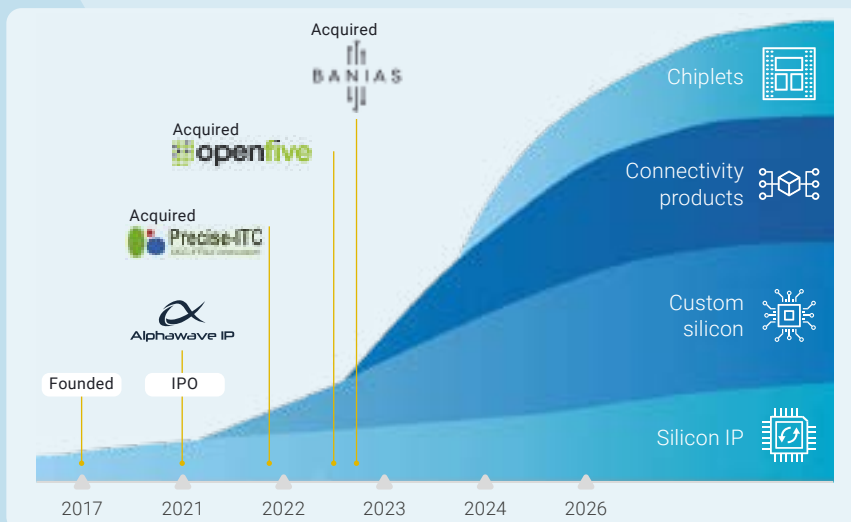 Acquired
BANIAS
Acquired
openfive
Acquired
Precise-ITC
Alphawave IP
Founded
IPO
Chiplets
Connectivity
products
Custom
silicon
Silicon IP
2017
2021
2022
2023
2024
2026